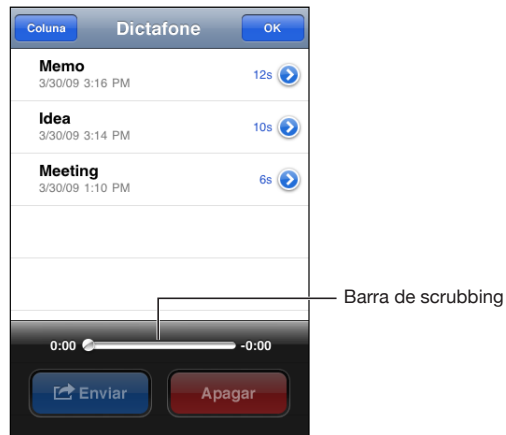 Coluna Dictafone OK
Memo
3/30/09 3:16 PM 12s
Idea
3/30/09 3:14 PM 10s
Meeting
3/30/09 1:10 PM 6s
Barra de scrubbing
0:00 -0:00
Enviar Apagar